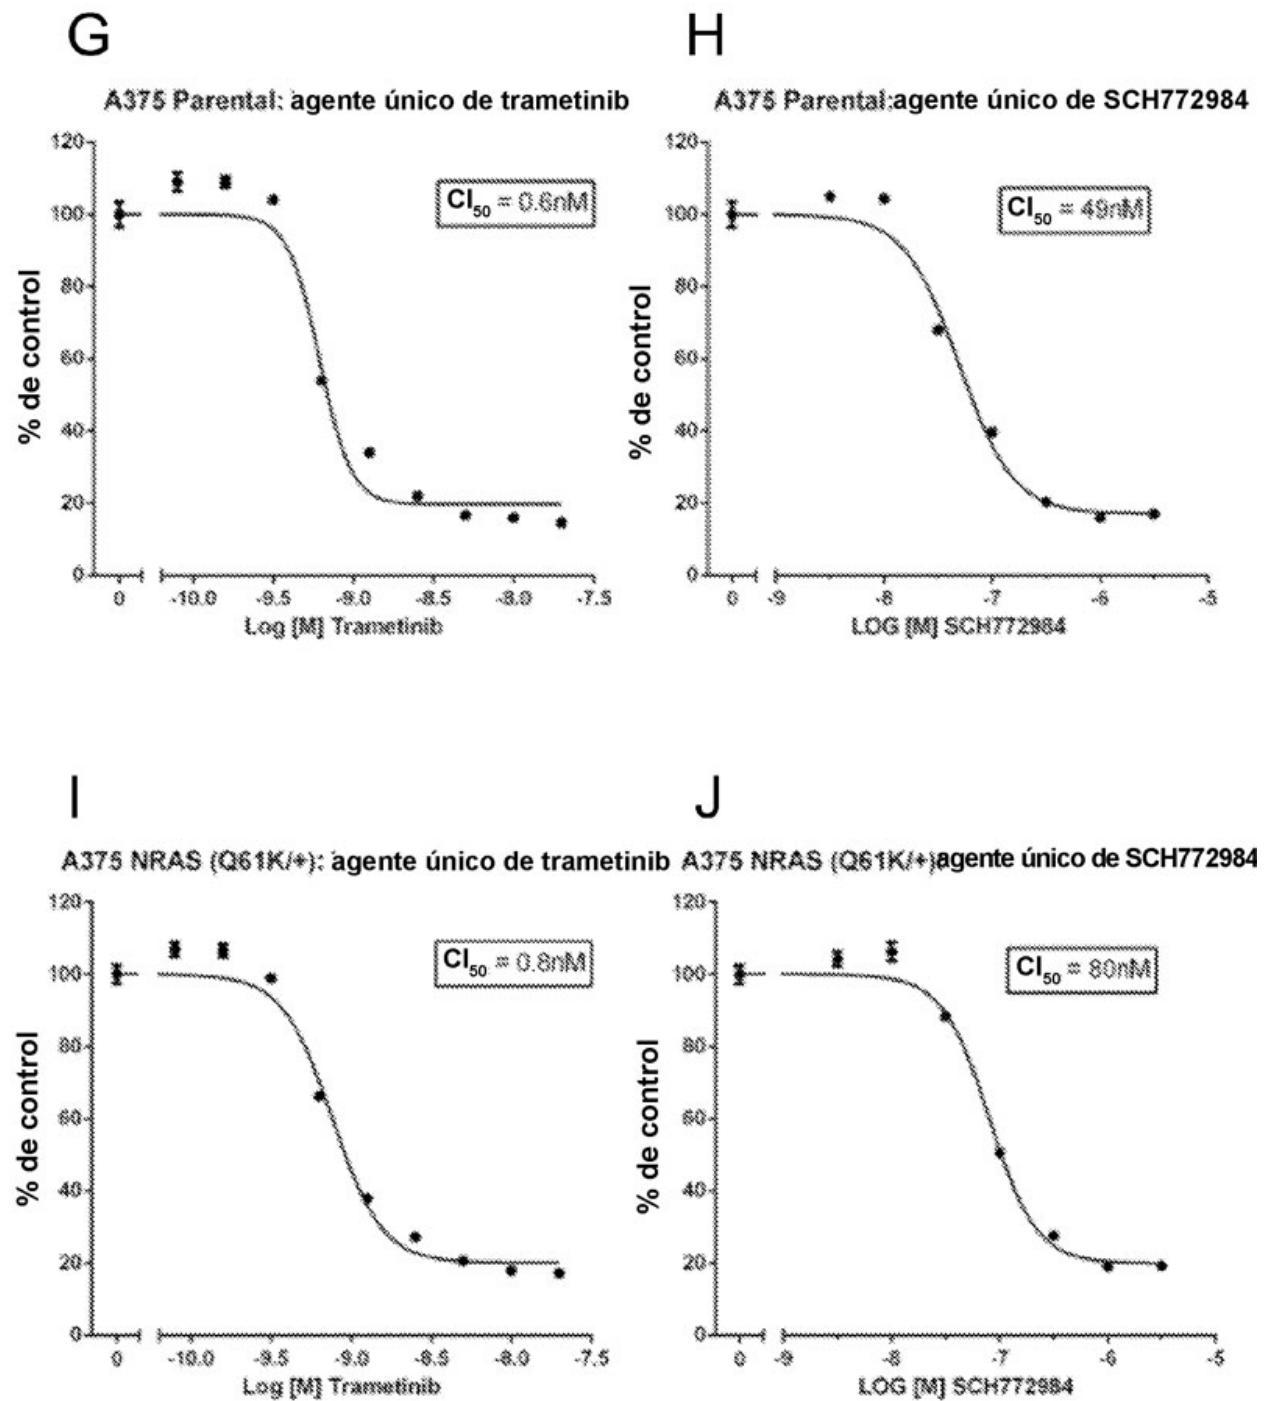 G
A375 Parental: agente único de trametinib
120
100
80
60
40
20
0
% de control
CI50 = 0.6nM
0 -10.0 -9.5 -9.0 -8.5 -8.0 -7.5
Log [M] Trametinib
H
A375 Parental:agente único de SCH772984
120
100
80
60
40
20
0
% de control
CI50 = 49nM
0 -9 -8 -7 -6 -5
LOG [M] SCH772984
I
A375 NRAS (Q61K/+): agente único de trametinib
120
100
80
60
40
20
0
% de control
CI50 = 0.8nM
0 -10.0 -9.5 -9.0 -8.5 -8.0 -7.5
Log [M] Trametinib
J
A375 NRAS (Q61K/+):agente único de SCH772984
120
100
80
60
40
20
0
% de control
CI50 = 80nM
0 -9 -8 -7 -6 -5
LOG [M] SCH772984